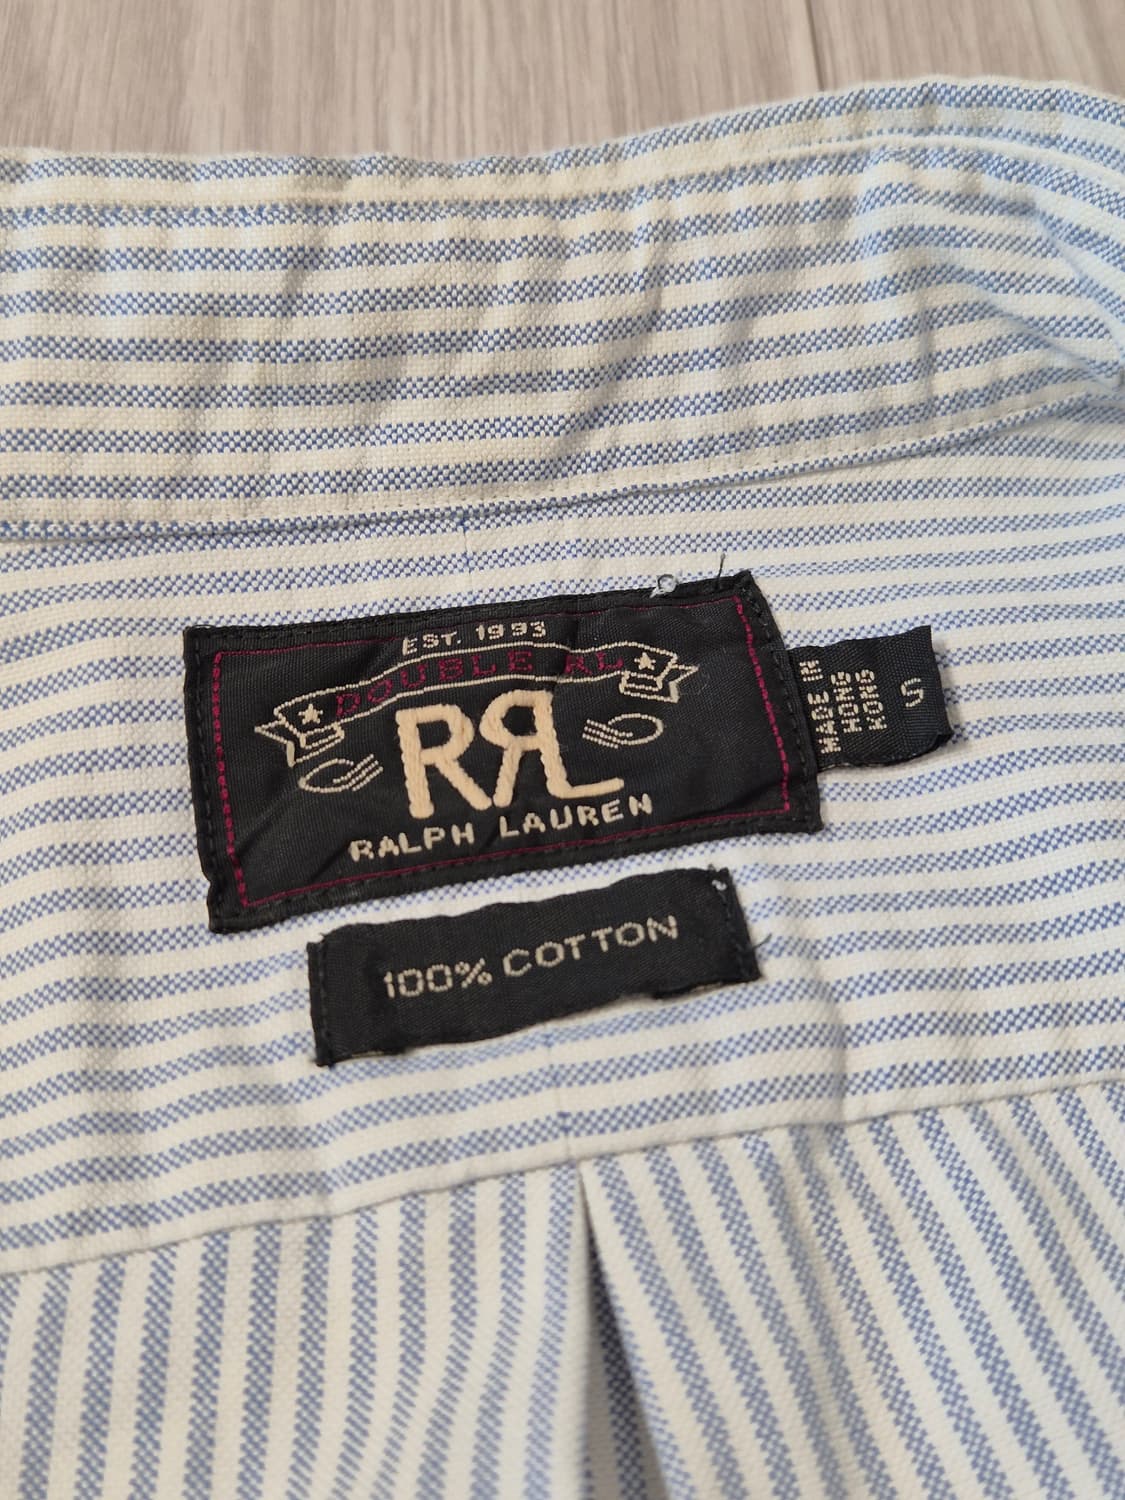 EST. 1993
DOUBLE RL
RRL
RALPH LAUREN
MADE IN
HONG
KONG
S
100% COTTON